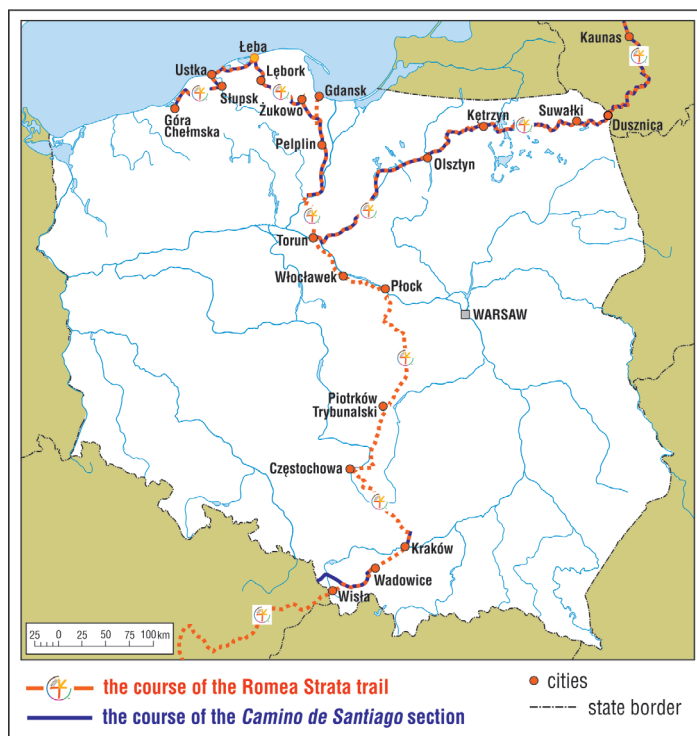 Kaunas
Łeba
Ustka
Lębork
Gdansk
Słupsk
Żukowo
Góra
Chełmska
Kętrzyn
Suwałki
Dusznica
Pelplin
Olsztyn
Torun
Włocławek
Płock
WARSAW
Piotrków
Trybunalski
Częstochowa
Kraków
Wadowice
Wisła
25 0 25 50 75 100 km
the course of the Romea Strata trail
cities
the course of the Camino de Santiago section
state border